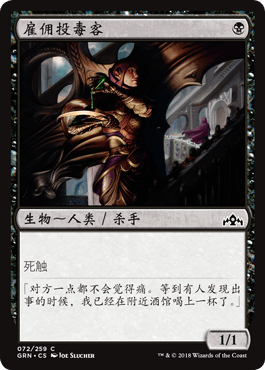 雇佣投毒客
生物～人类 / 杀手
死触
「对方一点都不会觉得痛。等到有人发现出
事的时候，我已经在附近酒馆喝上一杯了。」
1/1
072/259 C
GRN • CS Joe Slucher
™ & © 2018 Wizards of the Coast